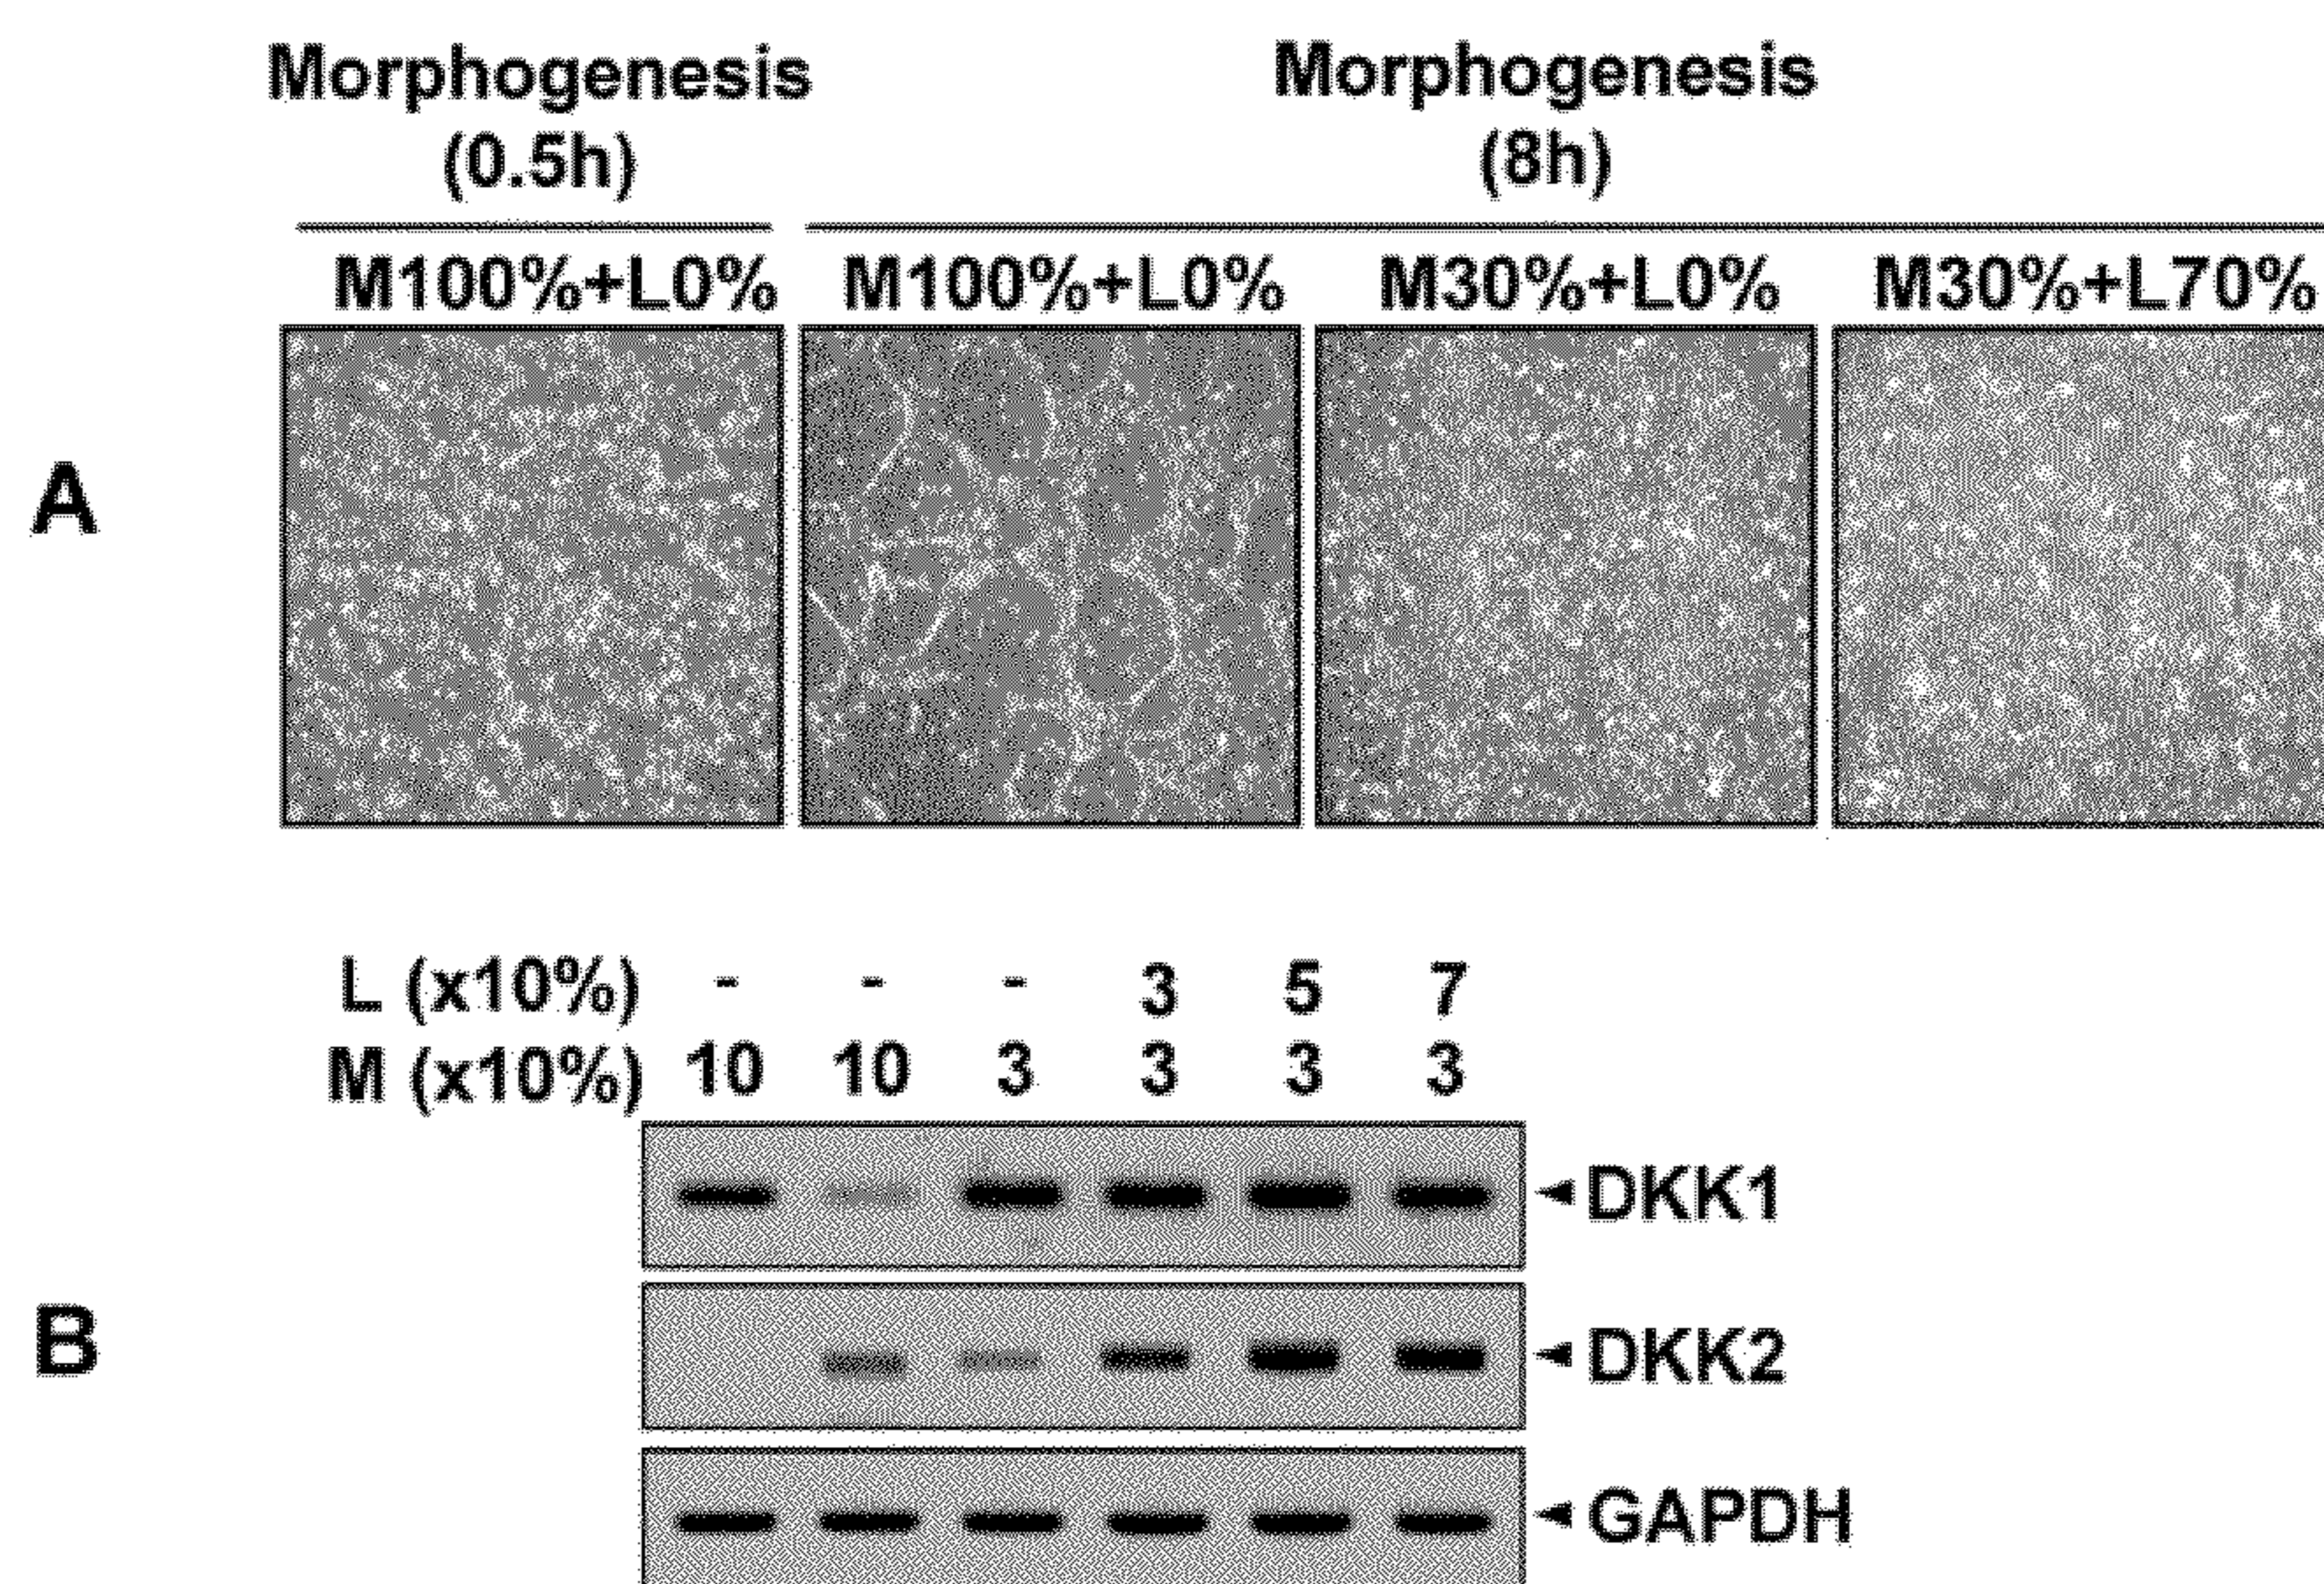 Morphogenesis
(0.5h)
Morphogenesis
(8h)
M100%+L0%
M100%+L0%
M30%+L0%
M30%+L70%
A
L (x10%) - - - 3 5 7
M (x10%) 10 10 3 3 3 3
DKK1
B
DKK2
GAPDH